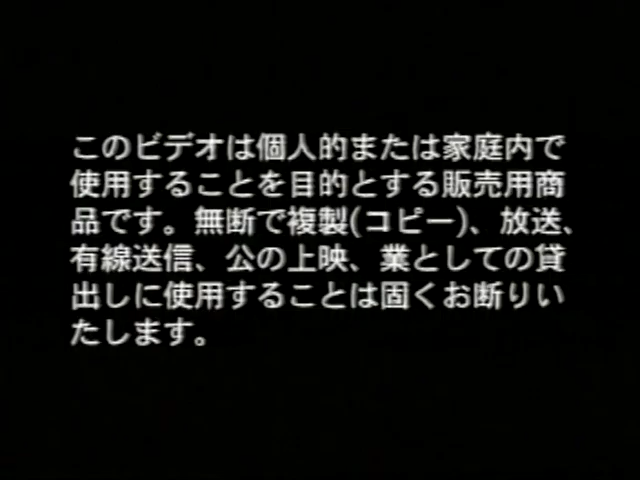 このビデオは個人的または家庭内で
使用することを目的とする販売用商
品です。無断で複製(コピー)、放送、
有線送信、公の上映、業としての貸
出しに使用することは固くお断りい
たします。